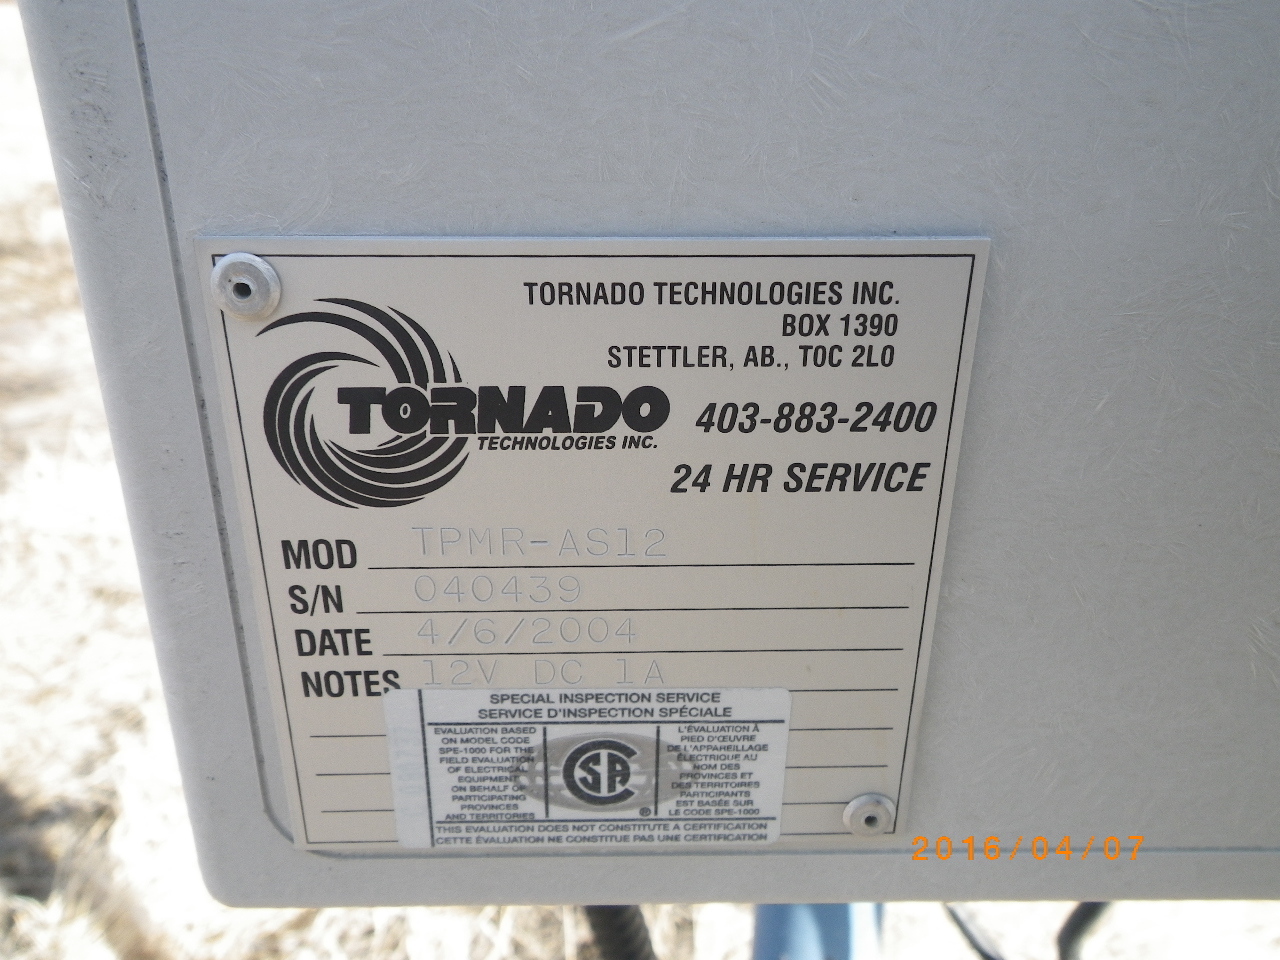 TORNADO TECHNOLOGIES INC.
BOX 1390
STETTLER, AB., T0C 2L0
TORNADO
TECHNOLOGIES INC.
403-883-2400
24 HR SERVICE
MOD TPMR-AS12
S/N 040439
DATE 4/6/2004
NOTES 12V DC 1A
SPECIAL INSPECTION SERVICE
SERVICE D'INSPECTION SPÉCIALE
EVALUATION BASED
ON MODEL CODE
SPE-1000 FOR THE
FIELD EVALUATION
OF ELECTRICAL
EQUIPMENT
ON BEHALF OF
PARTICIPATING
PROVINCES
AND TERRITORIES
CSA
®
L'ÉVALUATION À
PIED D'ŒUVRE
DE L'APPAREILLAGE
ÉLECTRIQUE AU
NOM DES
PROVINCES ET
DES TERRITOIRES
PARTICIPANTS
EST BASÉE SUR
LE CODE SPE-1000
THIS EVALUATION DOES NOT CONSTITUTE A CERTIFICATION
CETTE ÉVALUATION NE CONSTITUE PAS UNE CERTIFICATION
2016/04/07